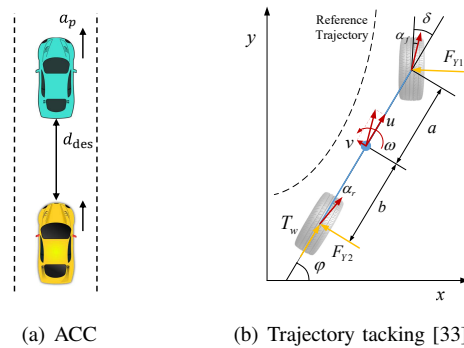 a_p
d_des
y
Reference
Trajectory
α_f
δ
F_Y1
u
v
ω
a
α_r
b
T_w
F_Y2
φ
x
(a) ACC
(b) Trajectory tacking [33]